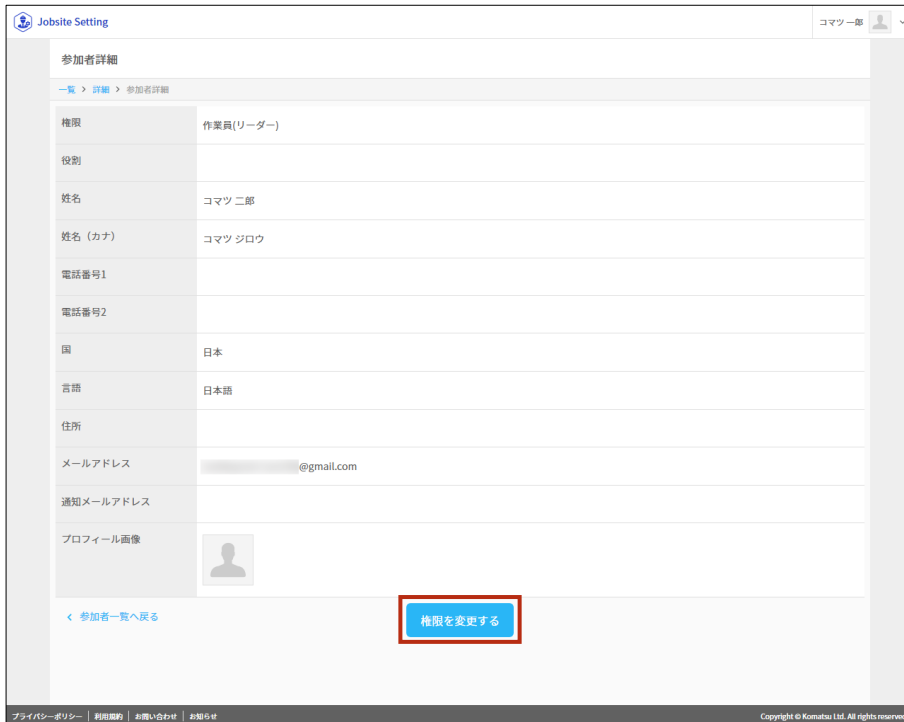 Jobsite Setting
コマツ 一郎
参加者詳細
一覧 > 詳細 > 参加者詳細
権限 作業員(リーダー)
役割
姓名 コマツ 二郎
姓名（カナ） コマツ ジロウ
電話番号1
電話番号2
国 日本
言語 日本語
住所
メールアドレス @gmail.com
通知メールアドレス
プロフィール画像
< 参加者一覧へ戻る
権限を変更する
プライバシーポリシー | 利用規約 | お問い合わせ | お知らせ
Copyright © Komatsu Ltd. All rights reserved